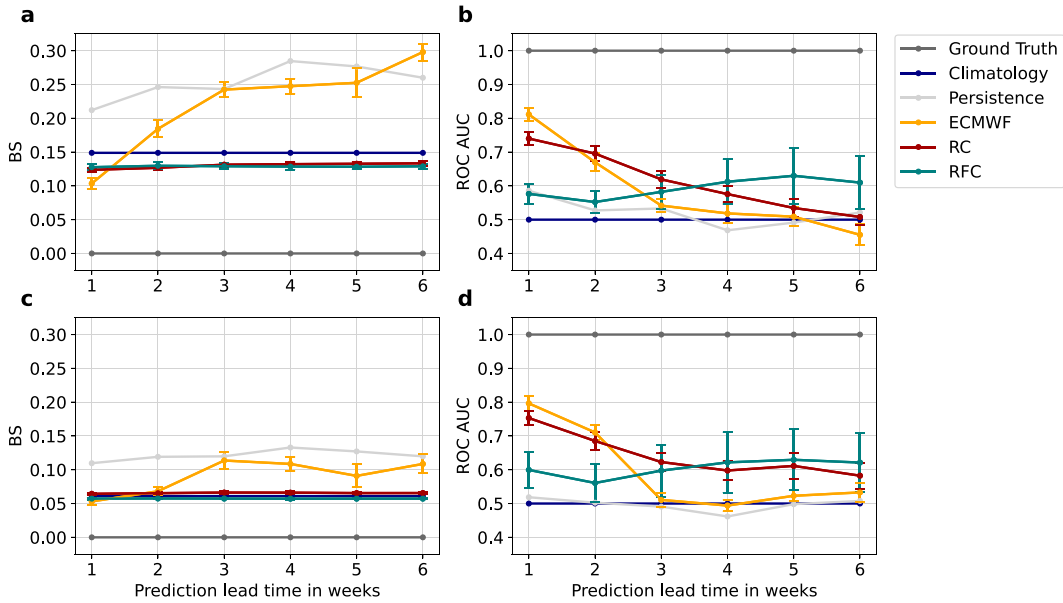 a
0.30
0.25
0.20
0.15
0.10
0.05
0.00
BS
1 2 3 4 5 6
b
1.0
0.9
0.8
0.7
0.6
0.5
0.4
ROC AUC
1 2 3 4 5 6
Ground Truth
Climatology
Persistence
ECMWF
RC
RFC
c
0.30
0.25
0.20
0.15
0.10
0.05
0.00
BS
1 2 3 4 5 6
Prediction lead time in weeks
d
1.0
0.9
0.8
0.7
0.6
0.5
0.4
ROC AUC
1 2 3 4 5 6
Prediction lead time in weeks